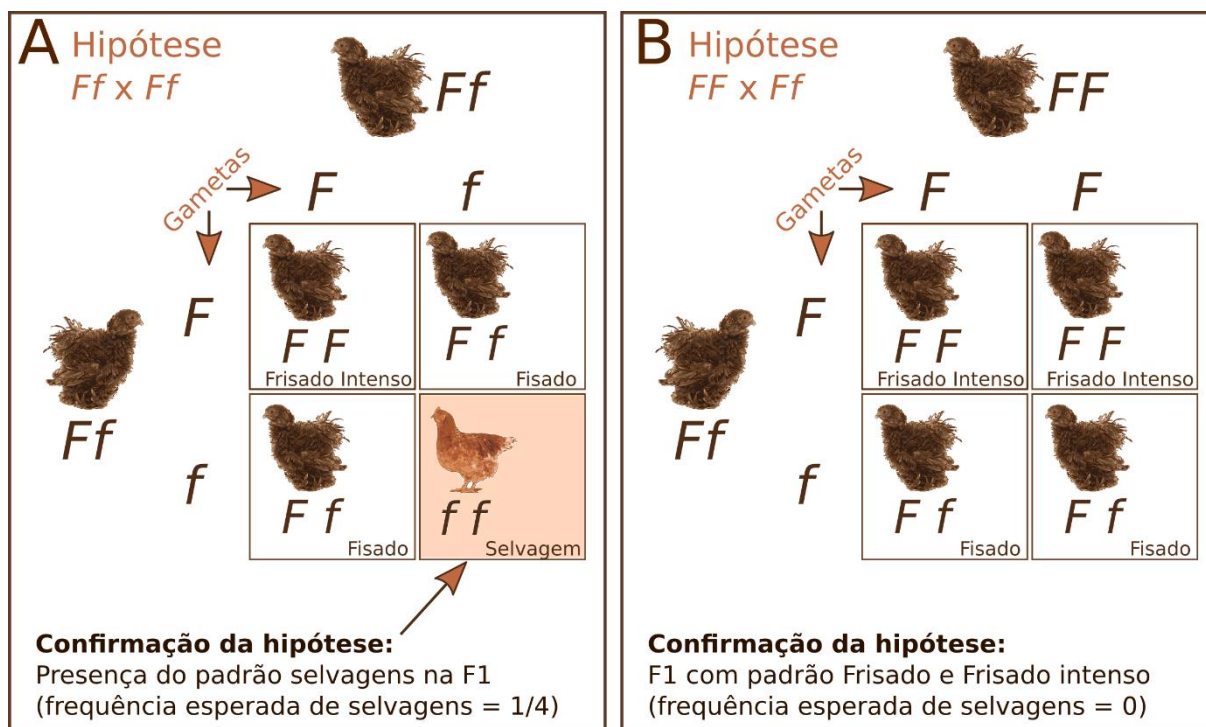 A Hipótese
Ff x Ff
Ff
Gametas
F f
F
F F
Frisado Intenso
F f
Fisado
Ff
f
F f
Fisado
f f
Selvagem
Confirmação da hipótese:
Presença do padrão selvagens na F1
(frequência esperada de selvagens = 1/4)
B Hipótese
FF x Ff
FF
Gametas
F F
F
F F
Frisado Intenso
F F
Frisado Intenso
Ff
f
F f
Fisado
F f
Fisado
Confirmação da hipótese:
F1 com padrão Frisado e Frisado intenso
(frequência esperada de selvagens = 0)